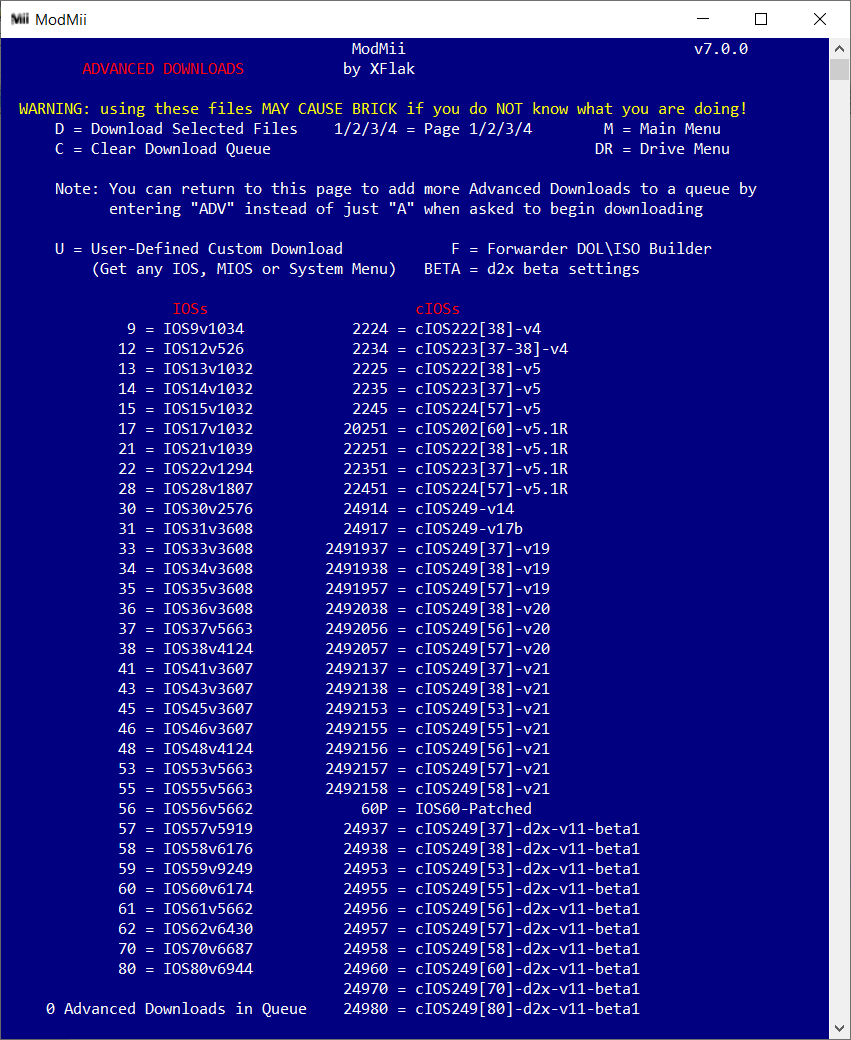 ModMii
ModMii v7.0.0
ADVANCED DOWNLOADS by XFlak
WARNING: using these files MAY CAUSE BRICK if you do NOT know what you are doing!
D = Download Selected Files 1/2/3/4 = Page 1/2/3/4 M = Main Menu
C = Clear Download Queue DR = Drive Menu
Note: You can return to this page to add more Advanced Downloads to a queue by
entering "ADV" instead of just "A" when asked to begin downloading
U = User-Defined Custom Download F = Forwarder DOL\ISO Builder
(Get any IOS, MIOS or System Menu) BETA = d2x beta settings
IOSs cIOSs
9 = IOS9v1034 2224 = cIOS222[38]-v4
12 = IOS12v526 2234 = cIOS223[37-38]-v4
13 = IOS13v1032 2225 = cIOS222[38]-v5
14 = IOS14v1032 2235 = cIOS223[37]-v5
15 = IOS15v1032 2245 = cIOS224[57]-v5
17 = IOS17v1032 20251 = cIOS202[60]-v5.1R
21 = IOS21v1039 22251 = cIOS222[38]-v5.1R
22 = IOS22v1294 22351 = cIOS223[37]-v5.1R
28 = IOS28v1807 22451 = cIOS224[57]-v5.1R
30 = IOS30v2576 24914 = cIOS249-v14
31 = IOS31v3608 24917 = cIOS249-v17b
33 = IOS33v3608 2491937 = cIOS249[37]-v19
34 = IOS34v3608 2491938 = cIOS249[38]-v19
35 = IOS35v3608 2491957 = cIOS249[57]-v19
36 = IOS36v3608 2492038 = cIOS249[38]-v20
37 = IOS37v5663 2492056 = cIOS249[56]-v20
38 = IOS38v4124 2492057 = cIOS249[57]-v20
41 = IOS41v3607 2492137 = cIOS249[37]-v21
43 = IOS43v3607 2492138 = cIOS249[38]-v21
45 = IOS45v3607 2492153 = cIOS249[53]-v21
46 = IOS46v3607 2492155 = cIOS249[55]-v21
48 = IOS48v4124 2492156 = cIOS249[56]-v21
53 = IOS53v5663 2492157 = cIOS249[57]-v21
55 = IOS55v5663 2492158 = cIOS249[58]-v21
56 = IOS56v5662 60P = IOS60-Patched
57 = IOS57v5919 24937 = cIOS249[37]-d2x-v11-beta1
58 = IOS58v6176 24938 = cIOS249[38]-d2x-v11-beta1
59 = IOS59v9249 24953 = cIOS249[53]-d2x-v11-beta1
60 = IOS60v6174 24955 = cIOS249[55]-d2x-v11-beta1
61 = IOS61v5662 24956 = cIOS249[56]-d2x-v11-beta1
62 = IOS62v6430 24957 = cIOS249[57]-d2x-v11-beta1
70 = IOS70v6687 24958 = cIOS249[58]-d2x-v11-beta1
80 = IOS80v6944 24960 = cIOS249[60]-d2x-v11-beta1
24970 = cIOS249[70]-d2x-v11-beta1
0 Advanced Downloads in Queue 24980 = cIOS249[80]-d2x-v11-beta1